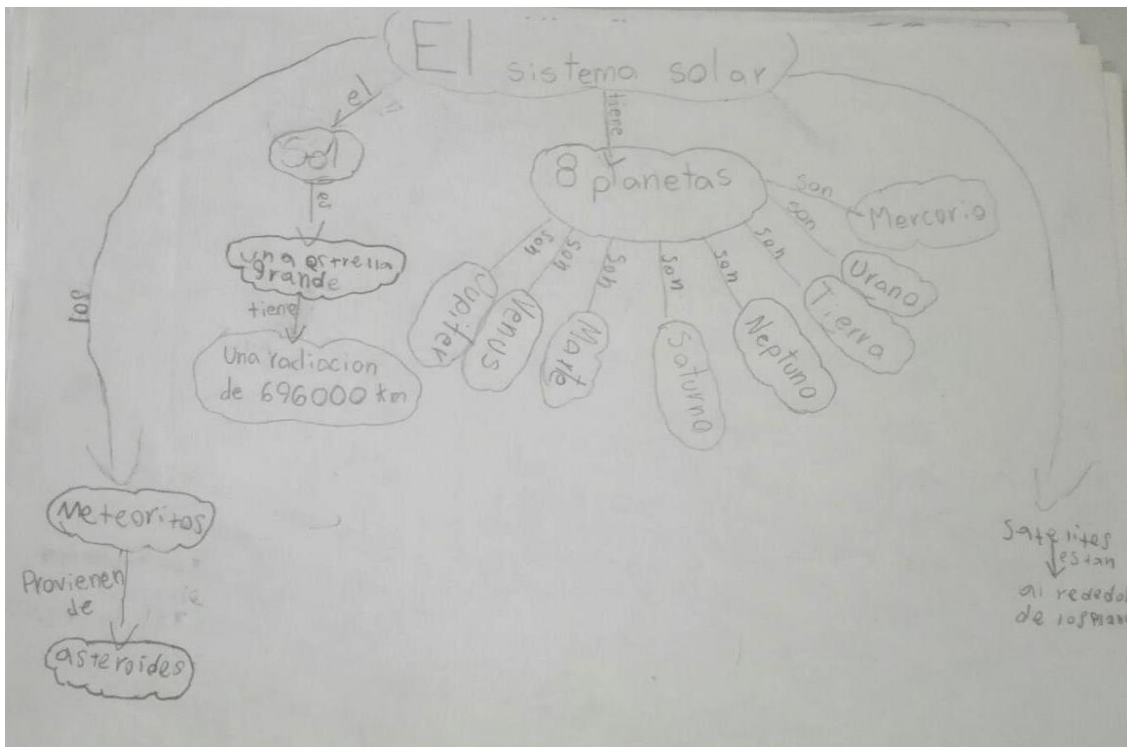 El sistema solar
el
Sol
e
una estrella
grande
tiene
Una radiacion
de 696000 km
tiene
8 planetas
son
Jupiter
son
Venus
son
Marte
son
Saturno
son
Neptuno
son
Tierra
son
Urano
son
Mercorio
Meteoritos
Provienen
de
asteroides
Satelites
estan
al rededo
de los